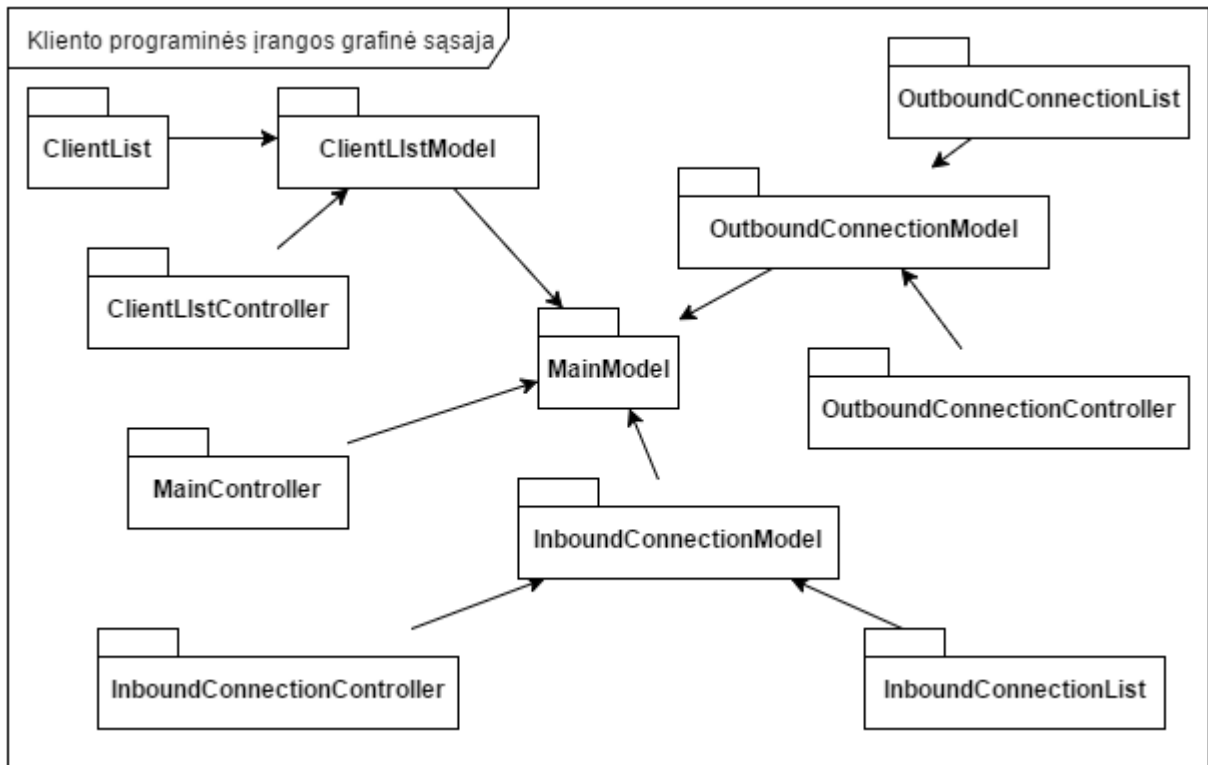 Kliento programinės įrangos grafinė sąsaja
OutboundConnectionList
ClientList
ClientLIstModel
OutboundConnectionModel
ClientLIstController
MainModel
OutboundConnectionController
MainController
InboundConnectionModel
InboundConnectionController
InboundConnectionList